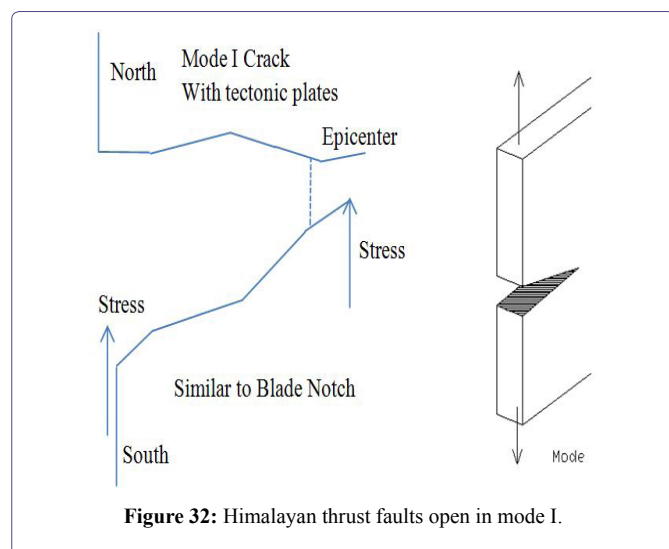 North
Mode I Crack
With tectonic plates
Epicenter
Stress
Stress
Similar to Blade Notch
South
Mode
Figure 32: Himalayan thrust faults open in mode I.